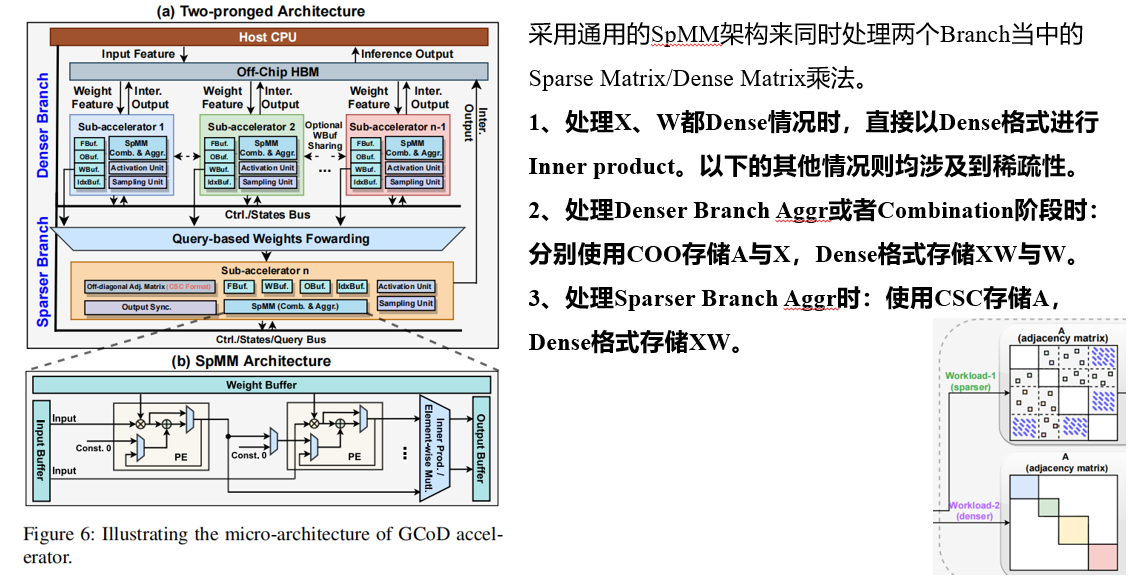 (a) Two-pronged Architecture
Host CPU
Input Feature
Inference Output
Off-Chip HBM
Denser Branch
Weight Feature
Inter. Output
Weight Feature
Inter. Output
Weight Feature
Inter. Output
Inter. Output
Sub-accelerator 1
FBuf.
OBuf.
WBuf.
IdxBuf.
SpMM
Comb. & Aggr.
Activation Unit
Sampling Unit
Sub-accelerator 2
FBuf.
OBuf.
WBuf.
IdxBuf.
SpMM
Comb. & Aggr.
Activation Unit
Sampling Unit
Optional
WBuf
Sharing
...
Sub-accelerator n-1
FBuf.
OBuf.
WBuf.
IdxBuf.
SpMM
Comb. & Aggr.
Activation Unit
Sampling Unit
Ctrl./States Bus
Sparser Branch
Query-based Weights Fowarding
Sub-accelerator n
Off-diagonal Adj. Matrix (CSC Format)
FBuf.
WBuf.
OBuf.
IdxBuf.
Activation Unit
Output Sync.
SpMM (Comb. & Aggr.)
Sampling Unit
Ctrl./States/Query Bus
(b) SpMM Architecture
Weight Buffer
Input Buffer
Input
Const. 0
Input
PE
Const. 0
PE
...
Inner Prod. /
Element-wise Mutl.
Output Buffer
Figure 6: Illustrating the micro-architecture of GCoD accel-
erator.
采用通用的SpMM架构来同时处理两个Branch当中的
Sparse Matrix/Dense Matrix乘法。
1、处理X、W都Dense情况时，直接以Dense格式进行
Inner product。以下的其他情况则均涉及到稀疏性。
2、处理Denser Branch Aggr或者Combination阶段时：
分别使用COO存储A与X，Dense格式存储XW与W。
3、处理Sparser Branch Aggr时：使用CSC存储A，
Dense格式存储XW。
A
(adjacency matrix)
Workload-1
(sparser)
A
(adjacency matrix)
Workload-2
(denser)